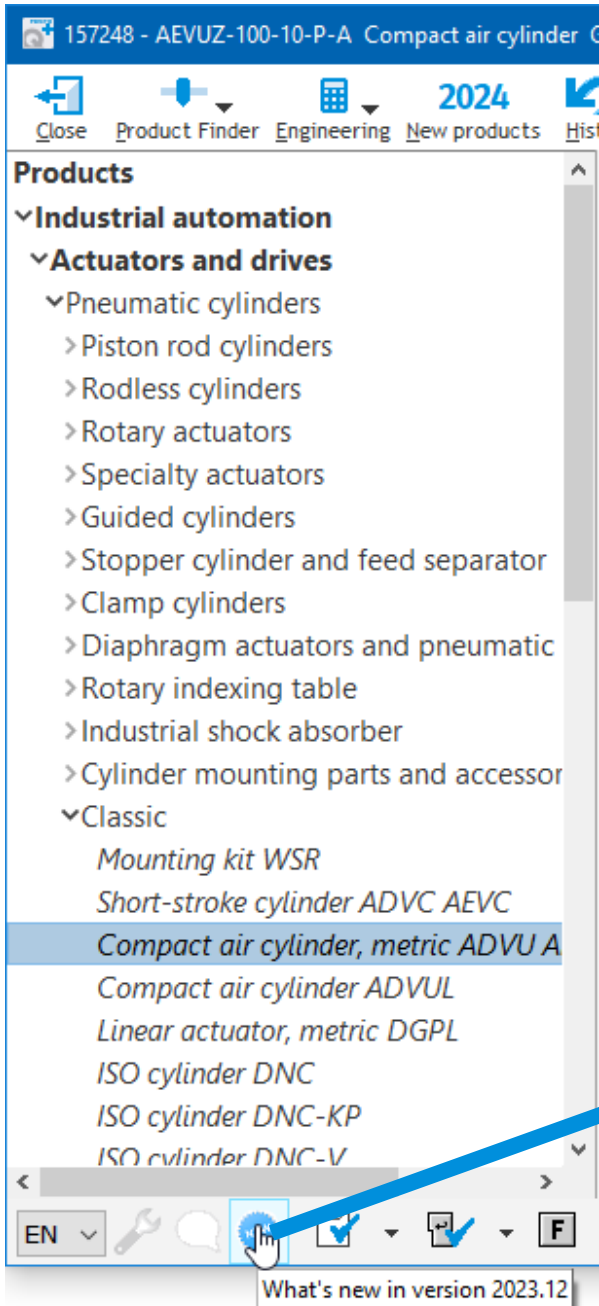 157248 - AEVUZ-100-10-P-A Compact air cylinder
Close Product Finder Engineering 2024 New products
Products
Industrial automation
Actuators and drives
Pneumatic cylinders
Piston rod cylinders
Rodless cylinders
Rotary actuators
Specialty actuators
Guided cylinders
Stopper cylinder and feed separator
Clamp cylinders
Diaphragm actuators and pneumatic
Rotary indexing table
Industrial shock absorber
Cylinder mounting parts and accessor
Classic
Mounting kit WSR
Short-stroke cylinder ADVC AEVC
Compact air cylinder, metric ADVU A
Compact air cylinder ADVUL
Linear actuator, metric DGPL
ISO cylinder DNC
ISO cylinder DNC-KP
ISO cylinder DNC-V
EN F
What's new in version 2023.12